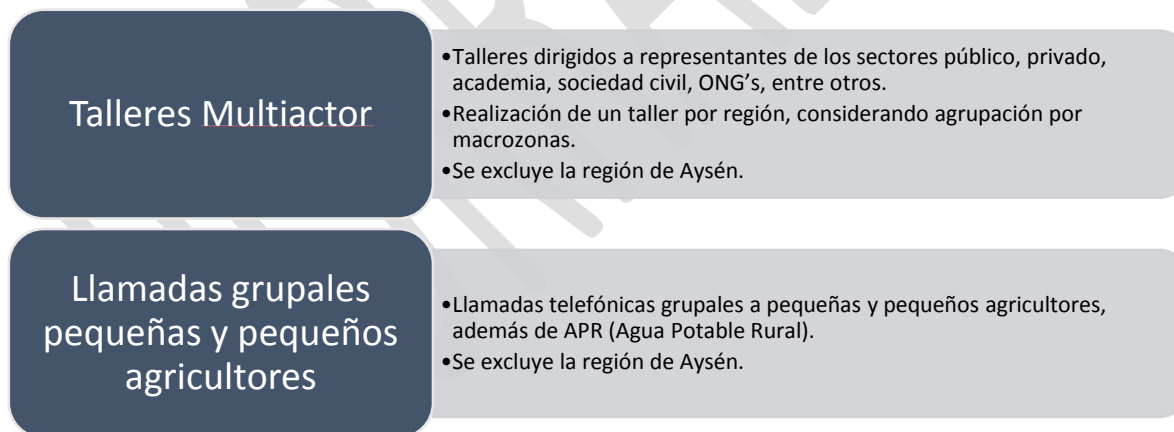 Talleres Multiactor
•Talleres dirigidos a representantes de los sectores público, privado,
academia, sociedad civil, ONG's, entre otros.
•Realización de un taller por región, considerando agrupación por
macrozonas.
•Se excluye la región de Aysén.
Llamadas grupales
pequeñas y pequeños
agricultores
•Llamadas telefónicas grupales a pequeñas y pequeños agricultores,
además de APR (Agua Potable Rural).
•Se excluye la región de Aysén.